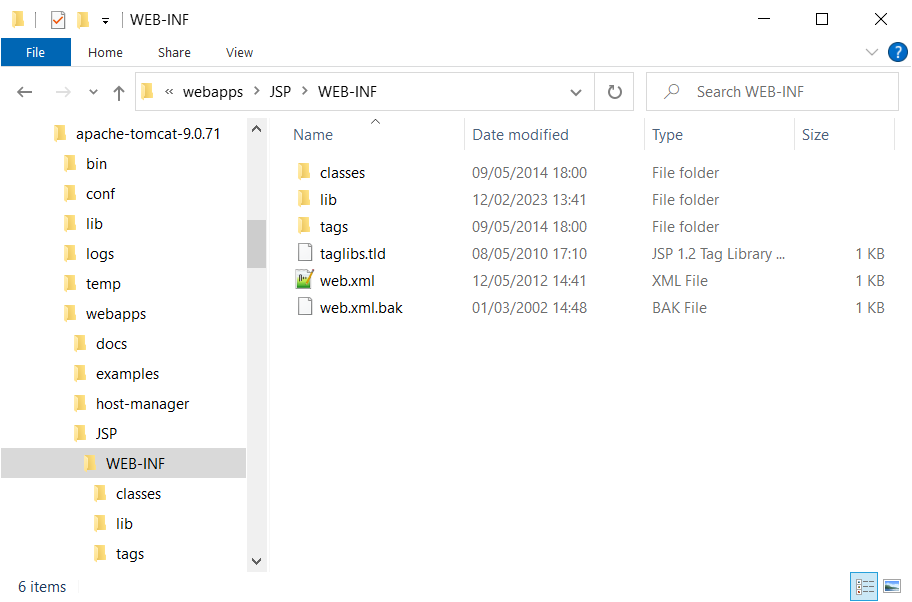 WEB-INF
File Home Share View
« webapps > JSP > WEB-INF Search WEB-INF
apache-tomcat-9.0.71
bin
conf
lib
logs
temp
webapps
docs
examples
host-manager
JSP
WEB-INF
classes
lib
tags
Name Date modified Type Size
classes 09/05/2014 18:00 File folder
lib 12/02/2023 13:41 File folder
tags 09/05/2014 18:00 File folder
taglibs.tld 08/05/2010 17:10 JSP 1.2 Tag Library ... 1 KB
web.xml 12/05/2012 14:41 XML File 1 KB
web.xml.bak 01/03/2002 14:48 BAK File 1 KB
6 items